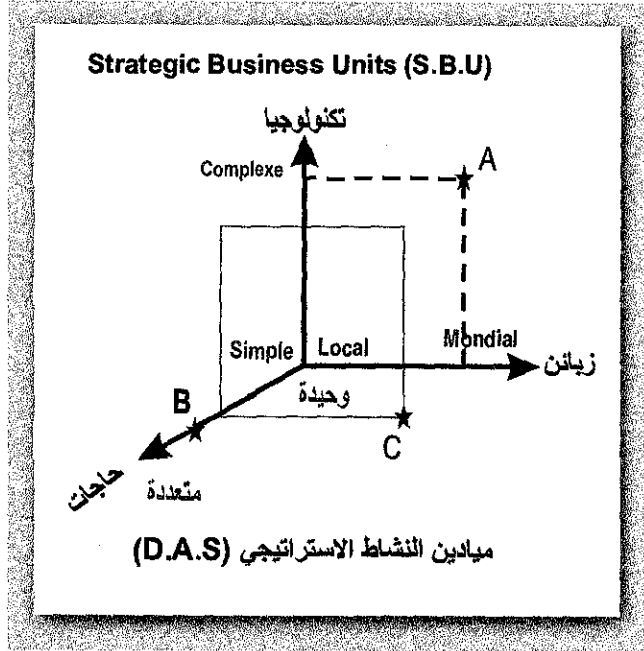 Strategic Business Units (S.B.U)
تكنولوجيا
Complexe
A
Simple
Local
Mondial
زبائن
وحيدة
B
C
حاجات
متعددة
ميادين النشاط الاستراتيجي (D.A.S)